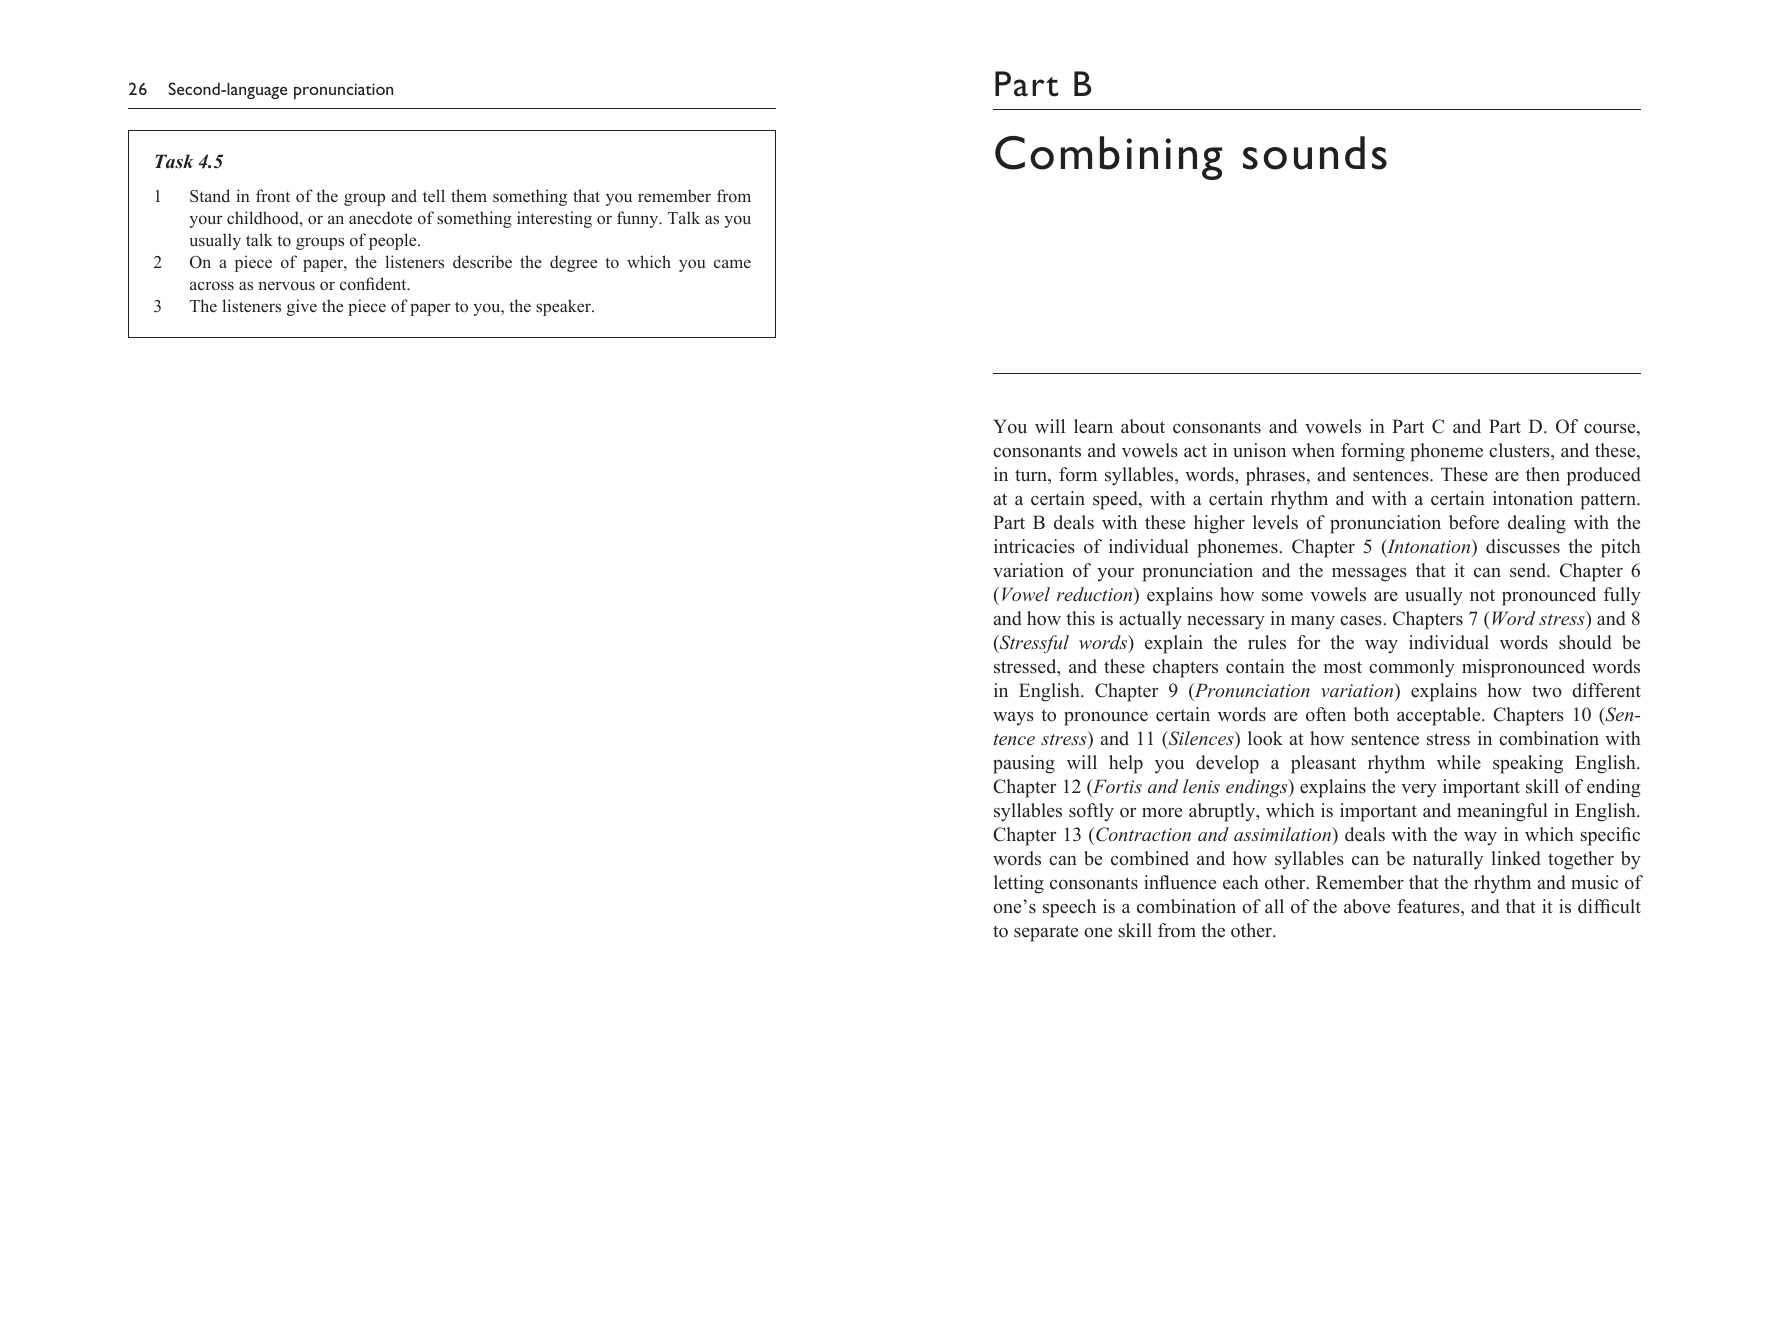 26 Second-language pronunciation
Task 4.5
1 Stand in front of the group and tell them something that you remember from
your childhood, or an anecdote of something interesting or funny. Talk as you
usually talk to groups of people.
2 On a piece of paper, the listeners describe the degree to which you came
across as nervous or confident.
3 The listeners give the piece of paper to you, the speaker.
Part B
Combining sounds
You will learn about consonants and vowels in Part C and Part D. Of course,
consonants and vowels act in unison when forming phoneme clusters, and these,
in turn, form syllables, words, phrases, and sentences. These are then produced
at a certain speed, with a certain rhythm and with a certain intonation pattern.
Part B deals with these higher levels of pronunciation before dealing with the
intricacies of individual phonemes. Chapter 5 (Intonation) discusses the pitch
variation of your pronunciation and the messages that it can send. Chapter 6
(Vowel reduction) explains how some vowels are usually not pronounced fully
and how this is actually necessary in many cases. Chapters 7 (Word stress) and 8
(Stressful words) explain the rules for the way individual words should be
stressed, and these chapters contain the most commonly mispronounced words
in English. Chapter 9 (Pronunciation variation) explains how two different
ways to pronounce certain words are often both acceptable. Chapters 10 (Sen-
tence stress) and 11 (Silences) look at how sentence stress in combination with
pausing will help you develop a pleasant rhythm while speaking English.
Chapter 12 (Fortis and lenis endings) explains the very important skill of ending
syllables softly or more abruptly, which is important and meaningful in English.
Chapter 13 (Contraction and assimilation) deals with the way in which specific
words can be combined and how syllables can be naturally linked together by
letting consonants influence each other. Remember that the rhythm and music of
one’s speech is a combination of all of the above features, and that it is difficult
to separate one skill from the other.